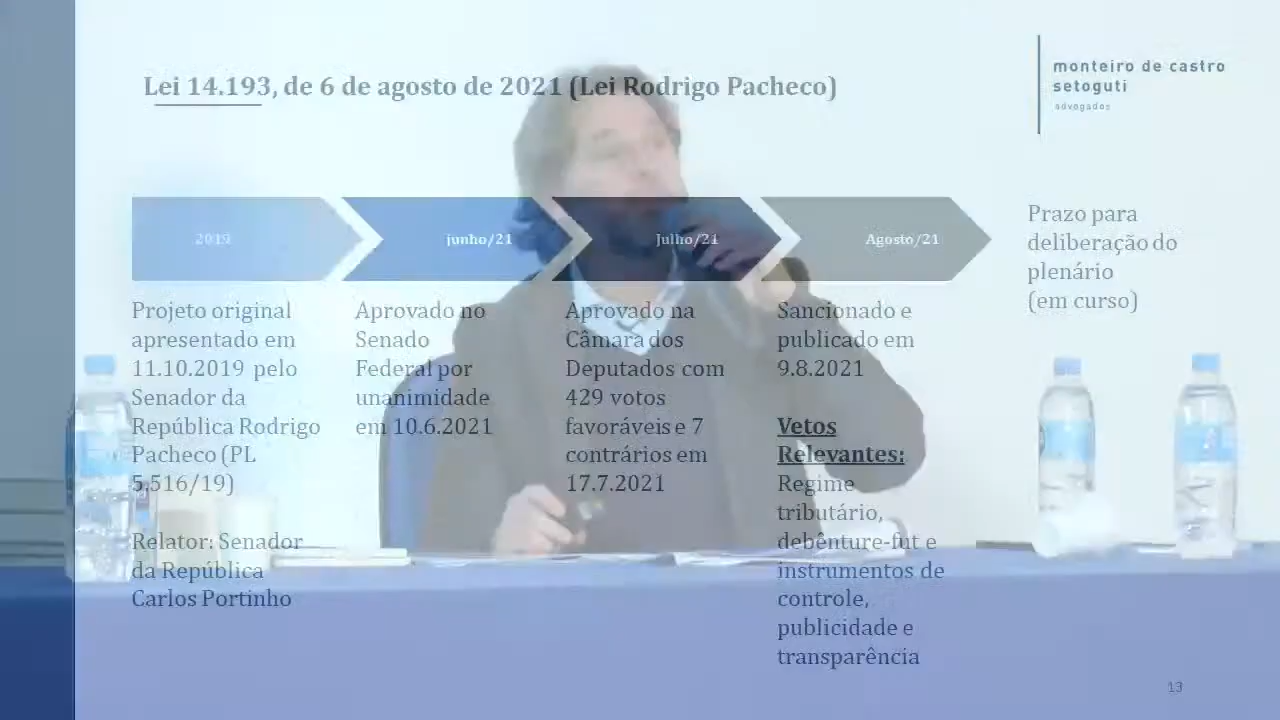 Lei 14.193, de 6 de agosto de 2021 (Lei Rodrigo Pacheco)
monteiro de castro
setoguti
advogados
2019
junho/21
Julho/21
Agosto/21
Projeto original
apresentado em
11.10.2019 pelo
Senador da
República Rodrigo
Pacheco (PL
5.516/19)
Relator: Senador
da República
Carlos Portinho
Aprovado no
Senado
Federal por
unanimidade
em 10.6.2021
Aprovado na
Câmara dos
Deputados com
429 votos
favoráveis e 7
contrários em
17.7.2021
Sancionado e
publicado em
9.8.2021
Vetos
Relevantes:
Regime
tributário,
debênture-fut e
instrumentos de
controle,
publicidade e
transparência
Prazo para
deliberação do
plenário
(em curso)
13